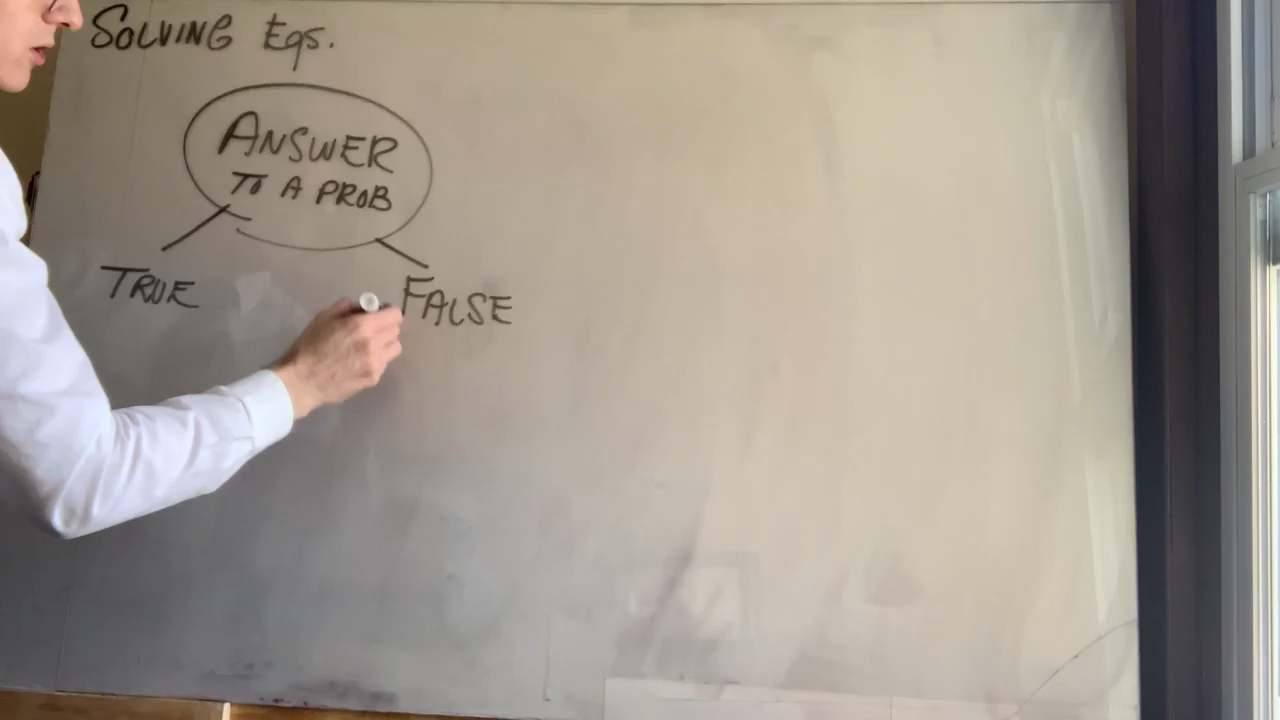 SOLVING Eqs.
ANSWER
TO A PROB
TRUE
FALSE